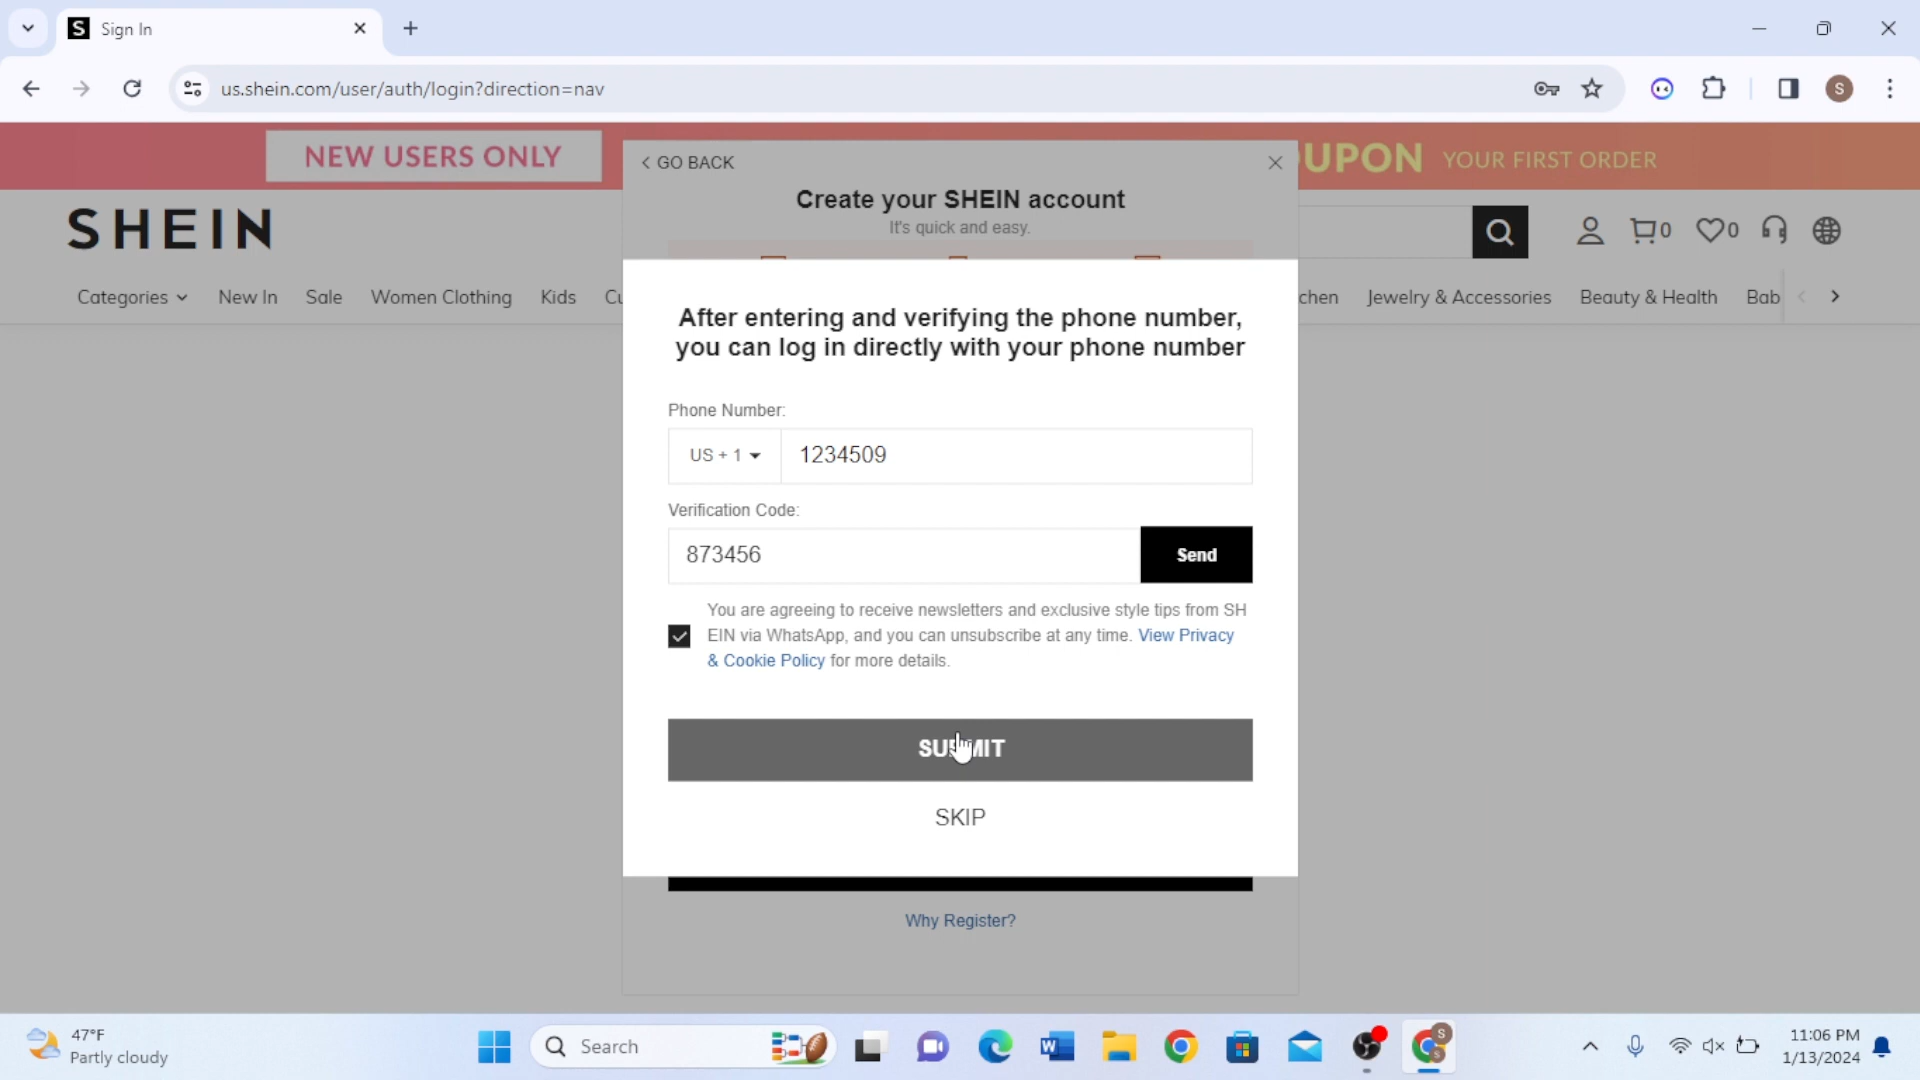 S Sign In
us.shein.com/user/auth/login?direction=nav
S
NEW USERS ONLY
OUPON YOUR FIRST ORDER
< GO BACK
Create your SHEIN account
It's quick and easy.
SHEIN
0
0
Categories New In Sale Women Clothing Kids Cu
chen Jewelry & Accessories Beauty & Health Bab
After entering and verifying the phone number,
you can log in directly with your phone number
Phone Number:
US + 1 1234509
Verification Code:
873456 Send
You are agreeing to receive newsletters and exclusive style tips from SH
EIN via WhatsApp, and you can unsubscribe at any time. View Privacy
& Cookie Policy for more details.
SUBMIT
SKIP
Why Register?
47°F
Partly cloudy
Search
11:06 PM
1/13/2024